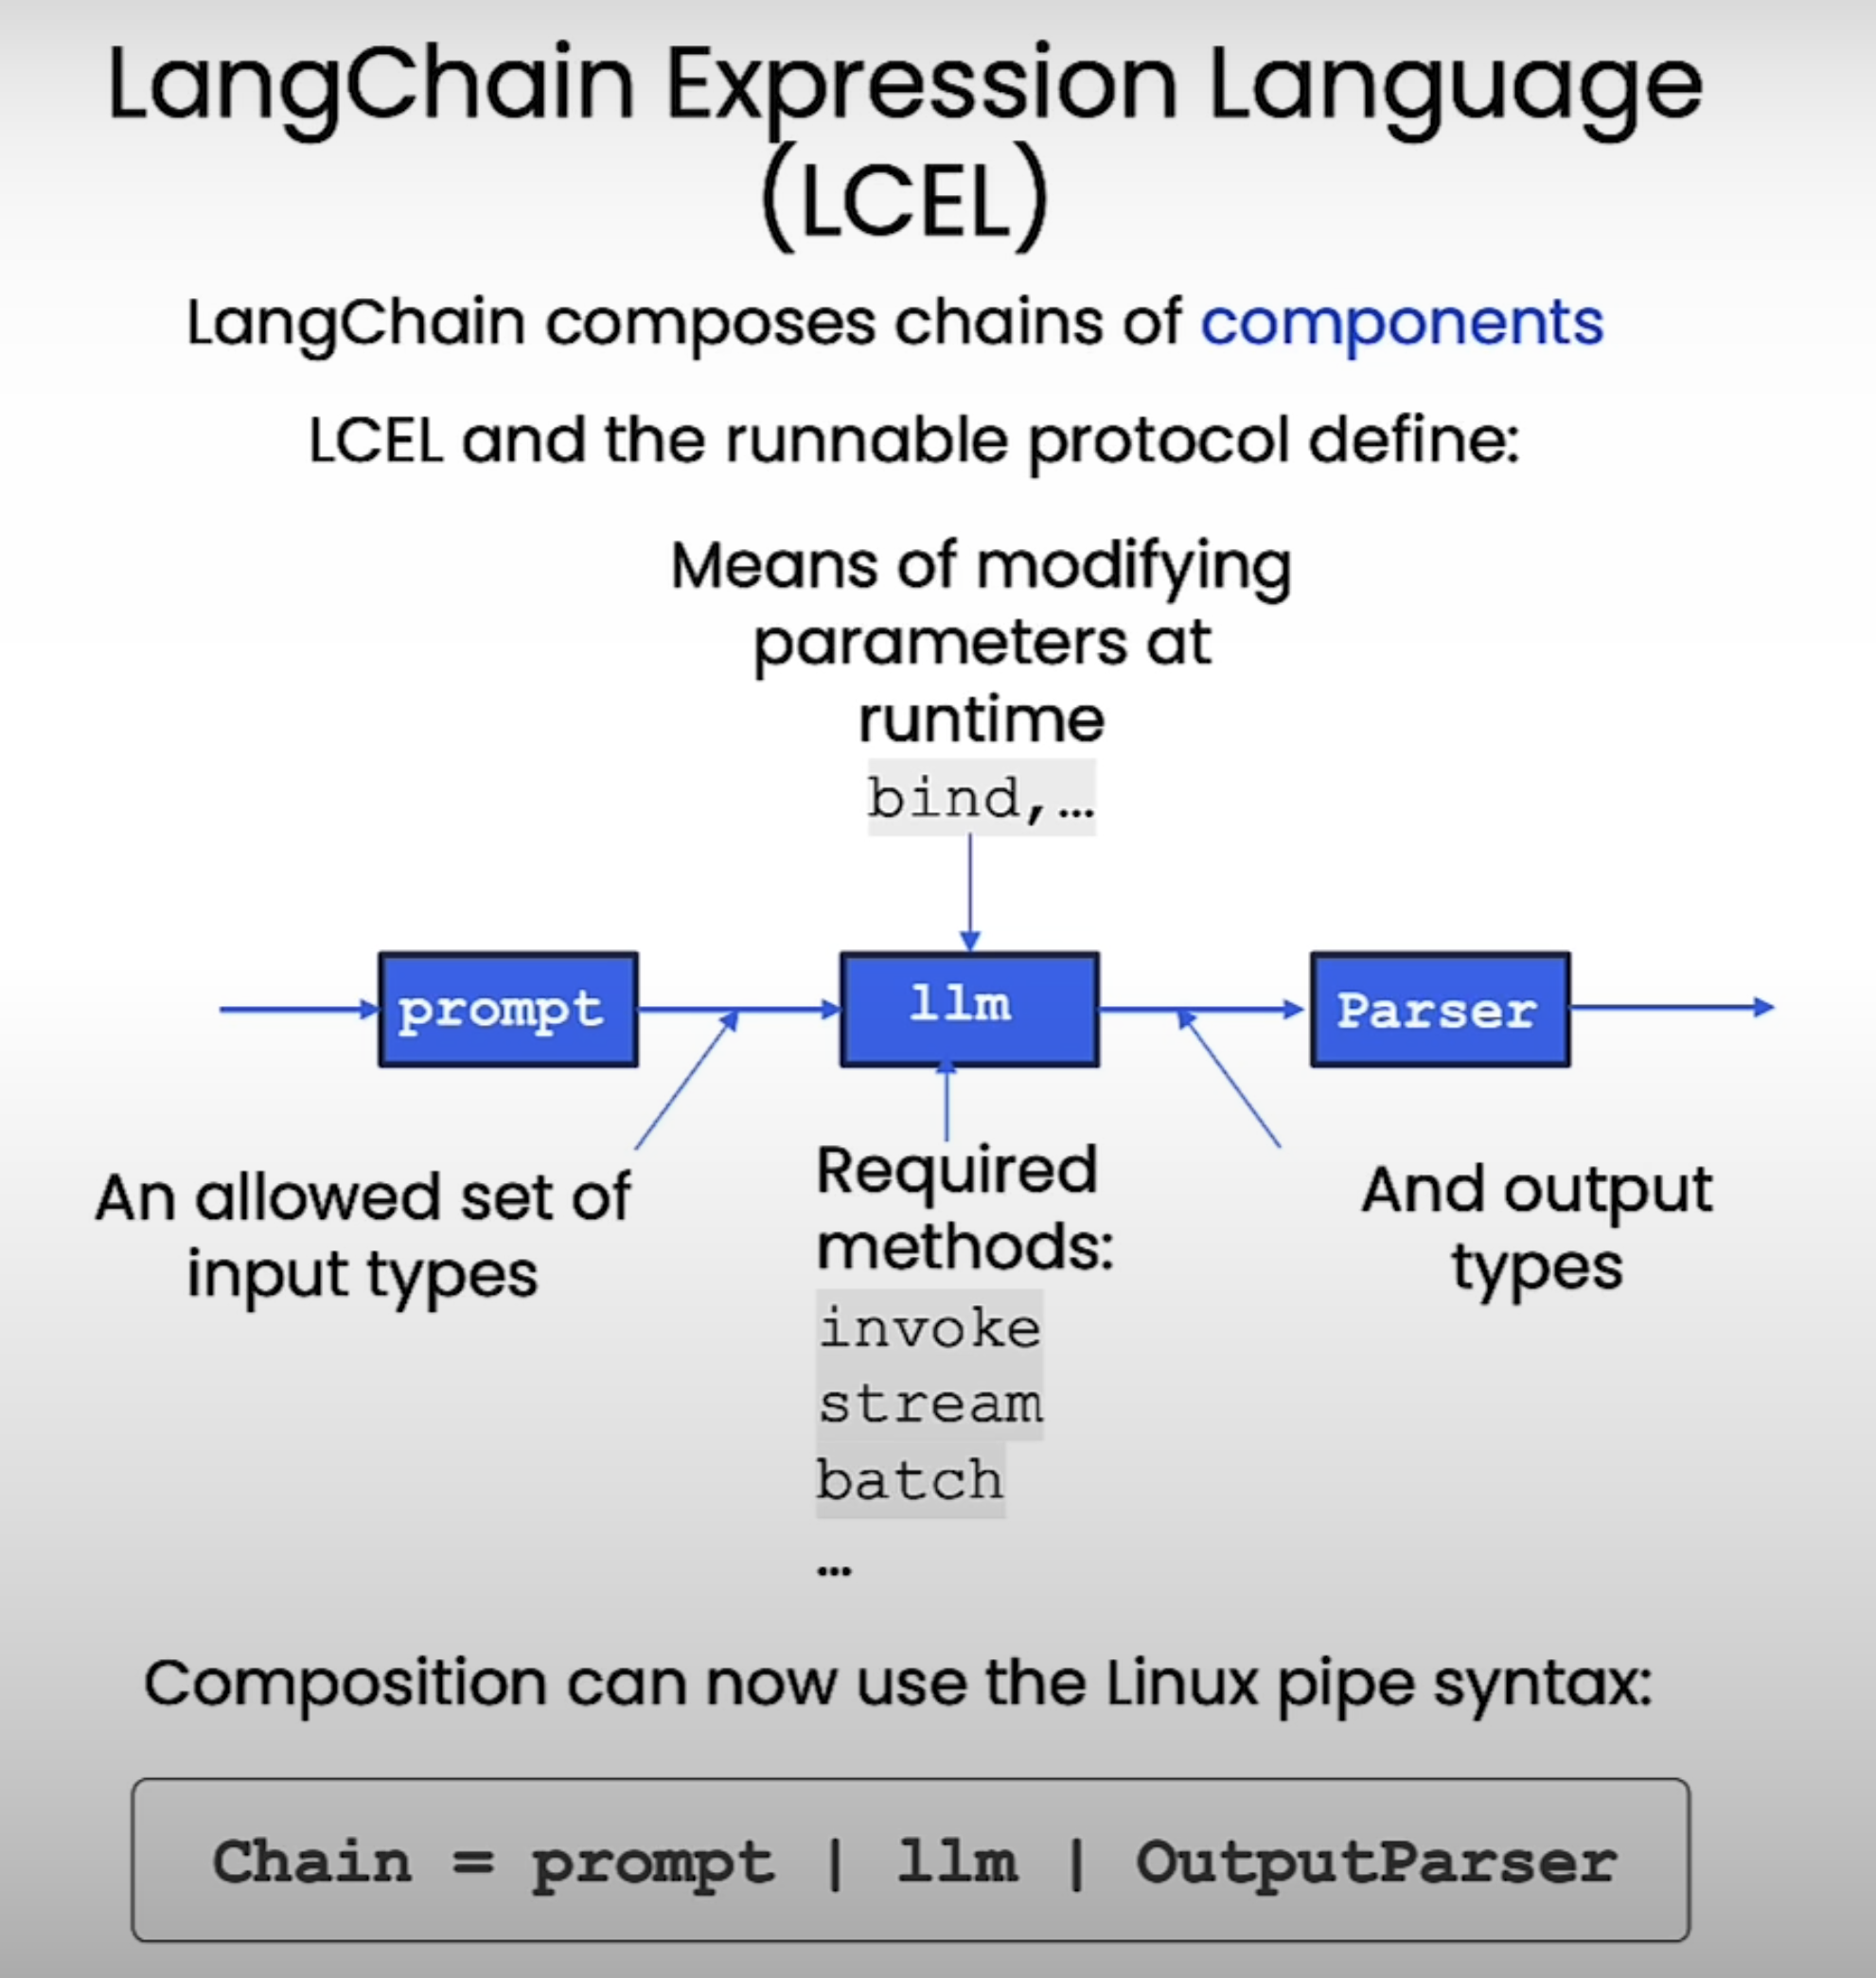 LangChain Expression Language
(LCEL)
LangChain composes chains of components
LCEL and the runnable protocol define:
Means of modifying
parameters at
runtime
bind,…
prompt
llm
Parser
An allowed set of
input types
Required
methods:
invoke
stream
batch
…
And output
types
Composition can now use the Linux pipe syntax:
Chain = prompt | llm | OutputParser